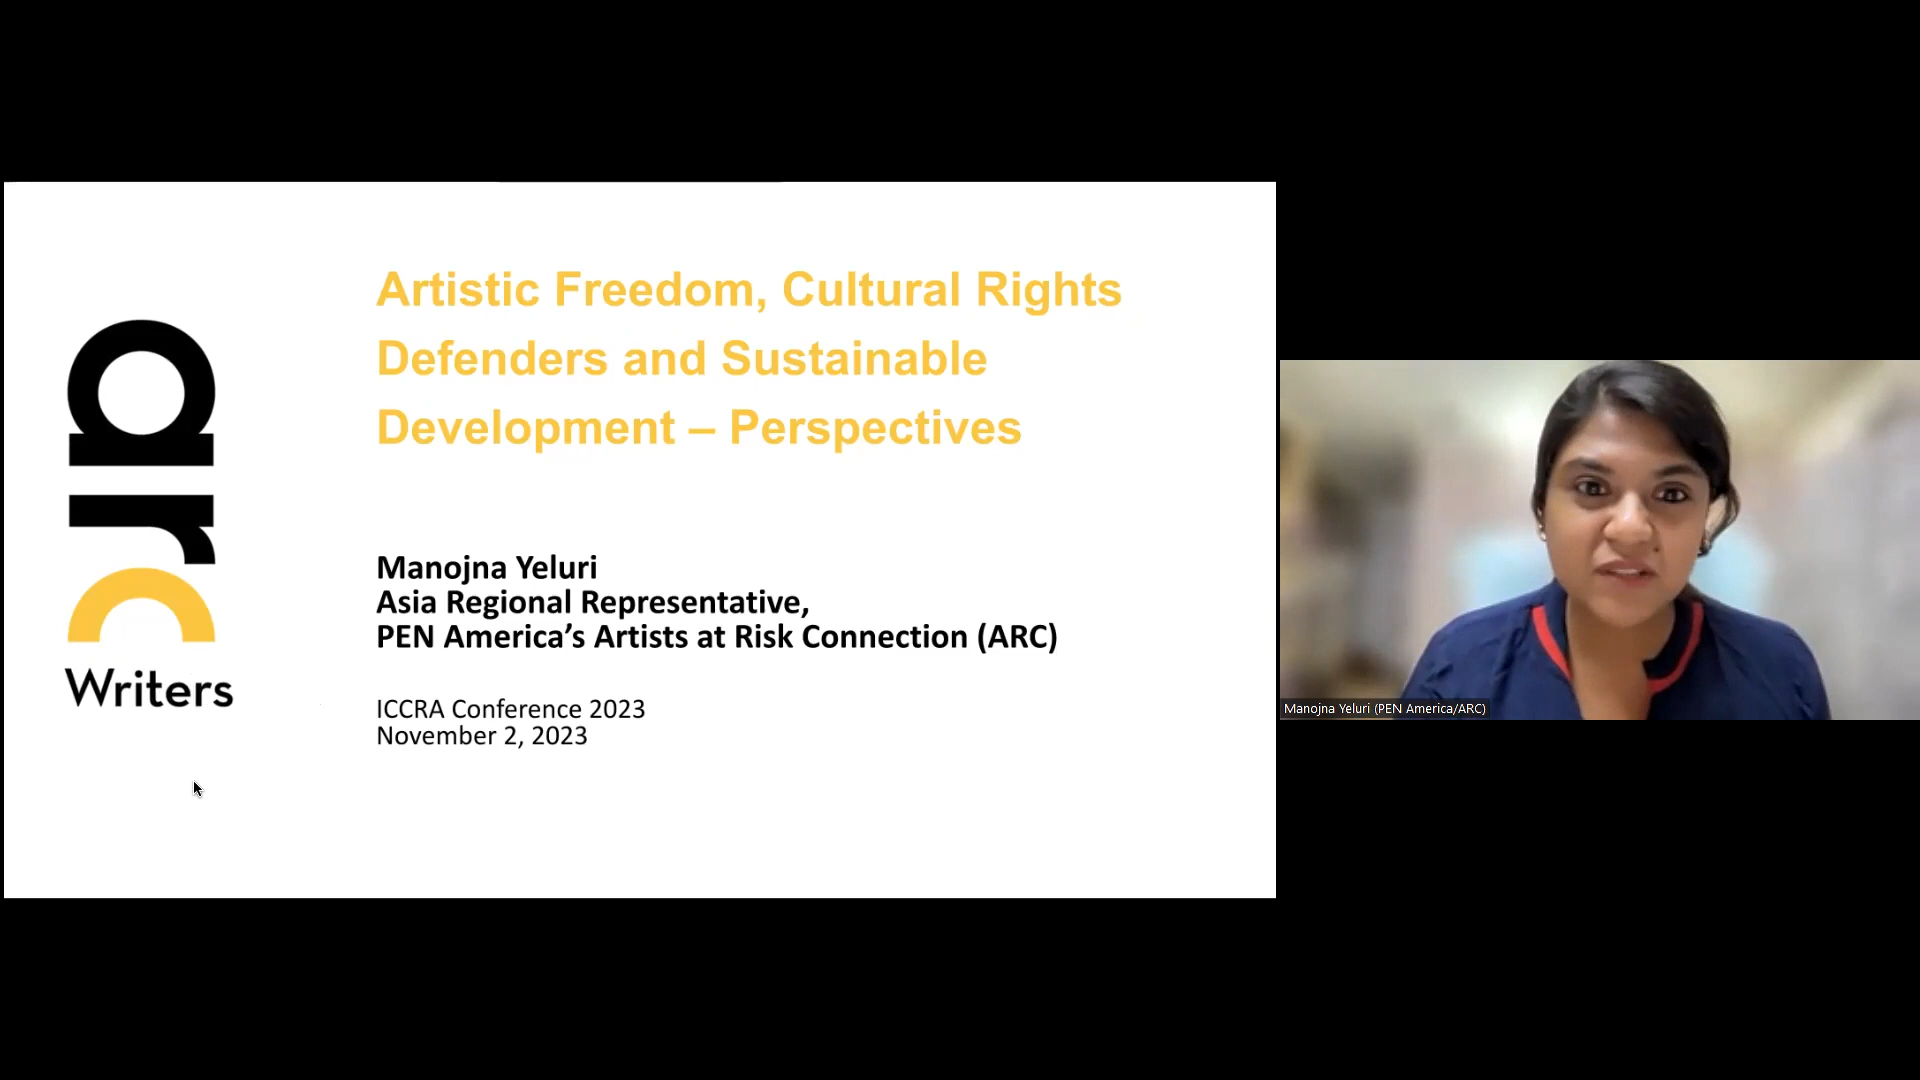 arc
Writers
Artistic Freedom, Cultural Rights
Defenders and Sustainable
Development – Perspectives
Manojna Yeluri
Asia Regional Representative,
PEN America’s Artists at Risk Connection (ARC)
ICCRA Conference 2023
November 2, 2023
Manojna Yeluri (PEN America/ARC)